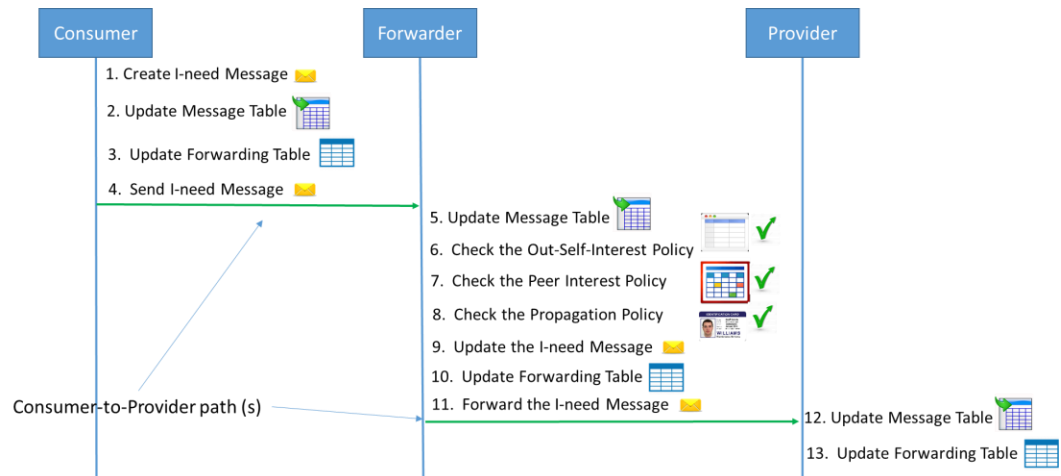 Consumer
Forwarder
Provider
1. Create I-need Message
2. Update Message Table
3. Update Forwarding Table
4. Send I-need Message
5. Update Message Table
6. Check the Out-Self-Interest Policy
7. Check the Peer Interest Policy
8. Check the Propagation Policy
WILLIAMS
9. Update the I-need Message
10. Update Forwarding Table
11. Forward the I-need Message
Consumer-to-Provider path (s)
12. Update Message Table
13. Update Forwarding Table